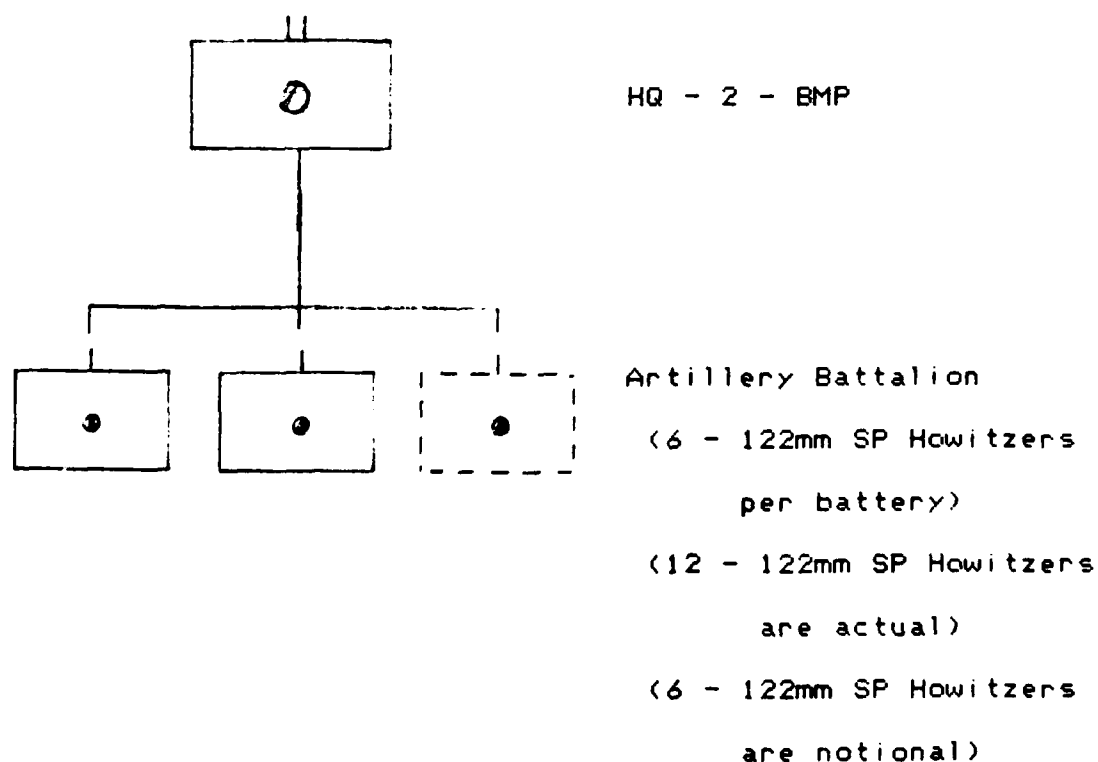 D
HQ - 2 - BMP
Artillery Battalion
(6 - 122mm SP Howitzers
per battery)
(12 - 122mm SP Howitzers
are actual)
(6 - 122mm SP Howitzers
are notional)